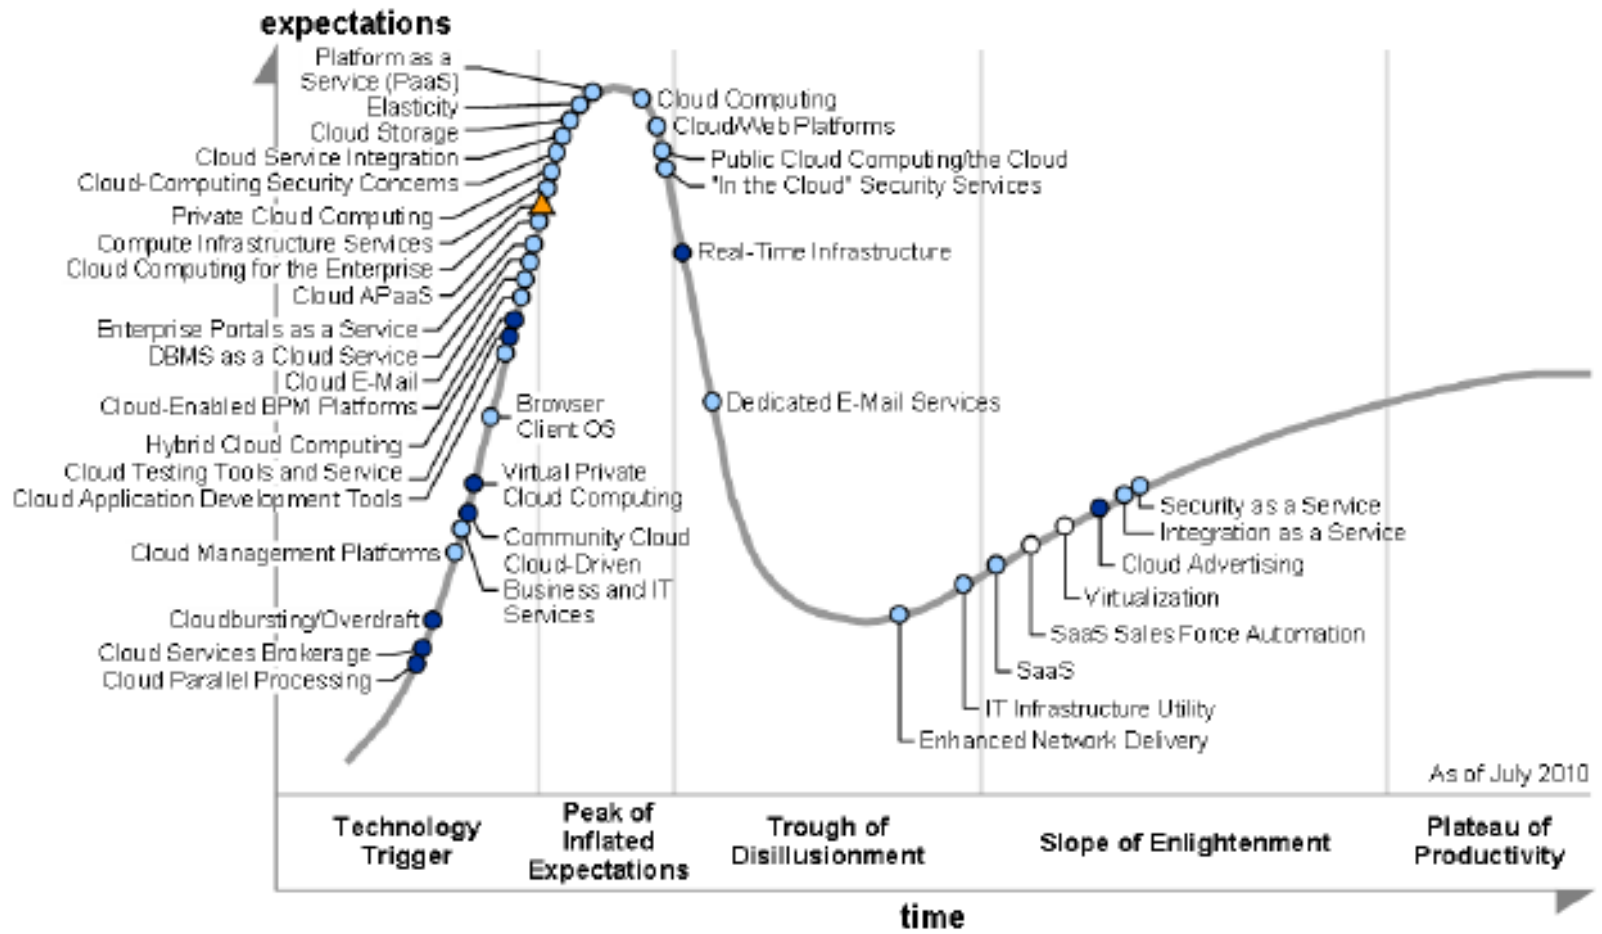 expectations
Platform as a
Service (PaaS)
Elasticity
Cloud Storage
Cloud Service Integration
Cloud-Computing Security Concerns
Private Cloud Computing
Compute Infrastructure Services
Cloud Computing for the Enterprise
Cloud APaaS
Enterprise Portals as a Service
DBMS as a Cloud Service
Cloud E-Mail
Cloud-Enabled BPM Platforms
Hybrid Cloud Computing
Cloud Testing Tools and Service
Cloud Application Development Tools
Cloud Management Platforms
Cloudbursting/Overdraft
Cloud Services Brokerage
Cloud Parallel Processing
Browser
Client OS
Virtual Private
Cloud Computing
Community Cloud
Cloud-Driven
Business and IT
Services
Cloud Computing
Cloud/Web Platforms
Public Cloud Computing/the Cloud
"In the Cloud" Security Services
Real-Time Infrastructure
Dedicated E-Mail Services
Security as a Service
Integration as a Service
Cloud Advertising
Virtualization
SaaS Sales Force Automation
SaaS
IT Infrastructure Utility
Enhanced Network Delivery
As of July 2010
Technology
Trigger
Peak of
Inflated
Expectations
Trough of
Disillusionment
Slope of Enlightenment
Plateau of
Productivity
time